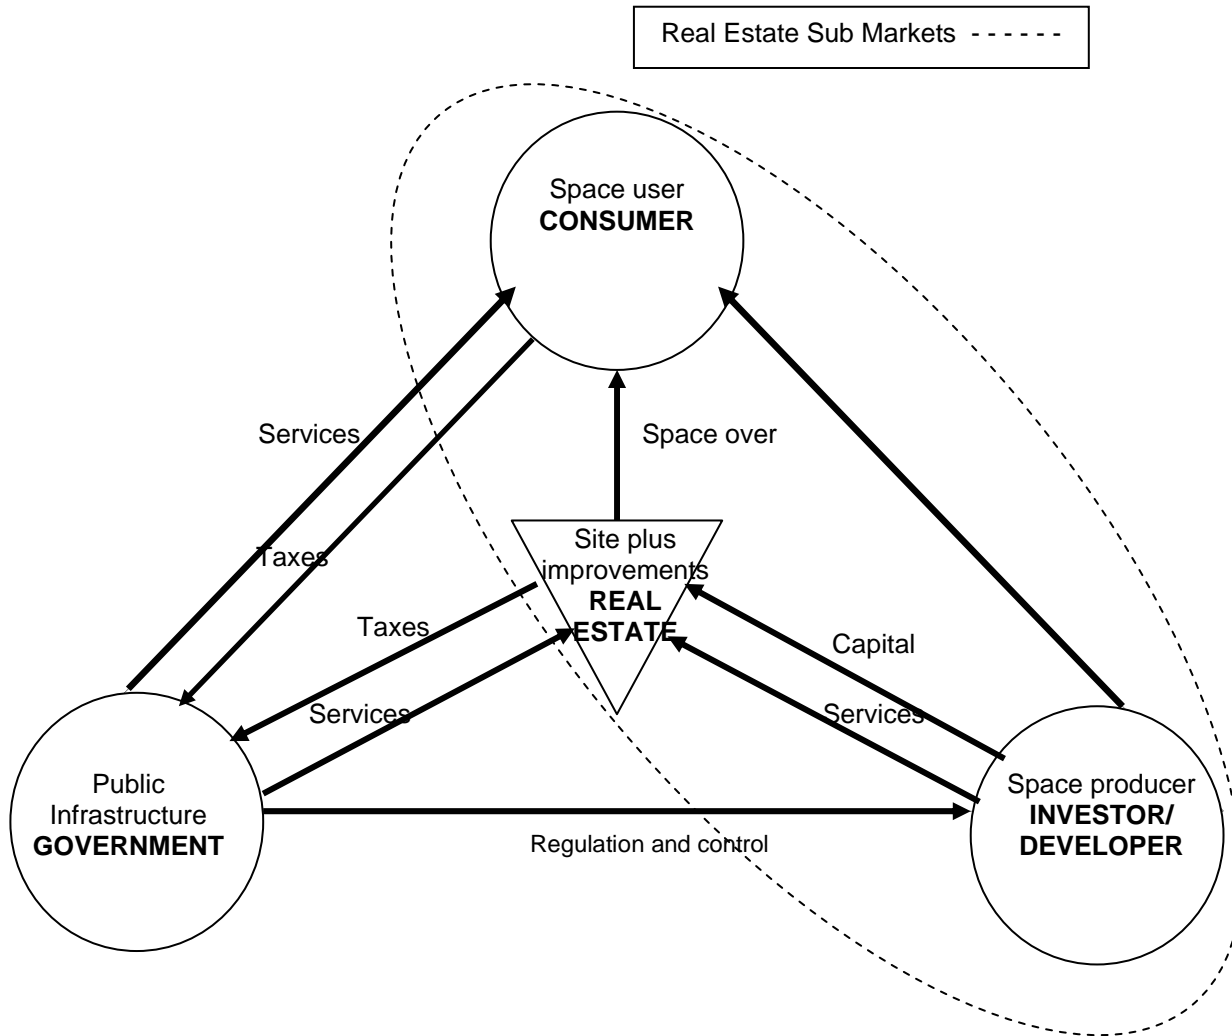 Real Estate Sub Markets - - - - - -
Space user
CONSUMER
Services
Space over
Taxes
Site plus
improvements
REAL
ESTATE
Taxes
Capital
Services
Services
Public
Infrastructure
GOVERNMENT
Space producer
INVESTOR/
DEVELOPER
Regulation and control